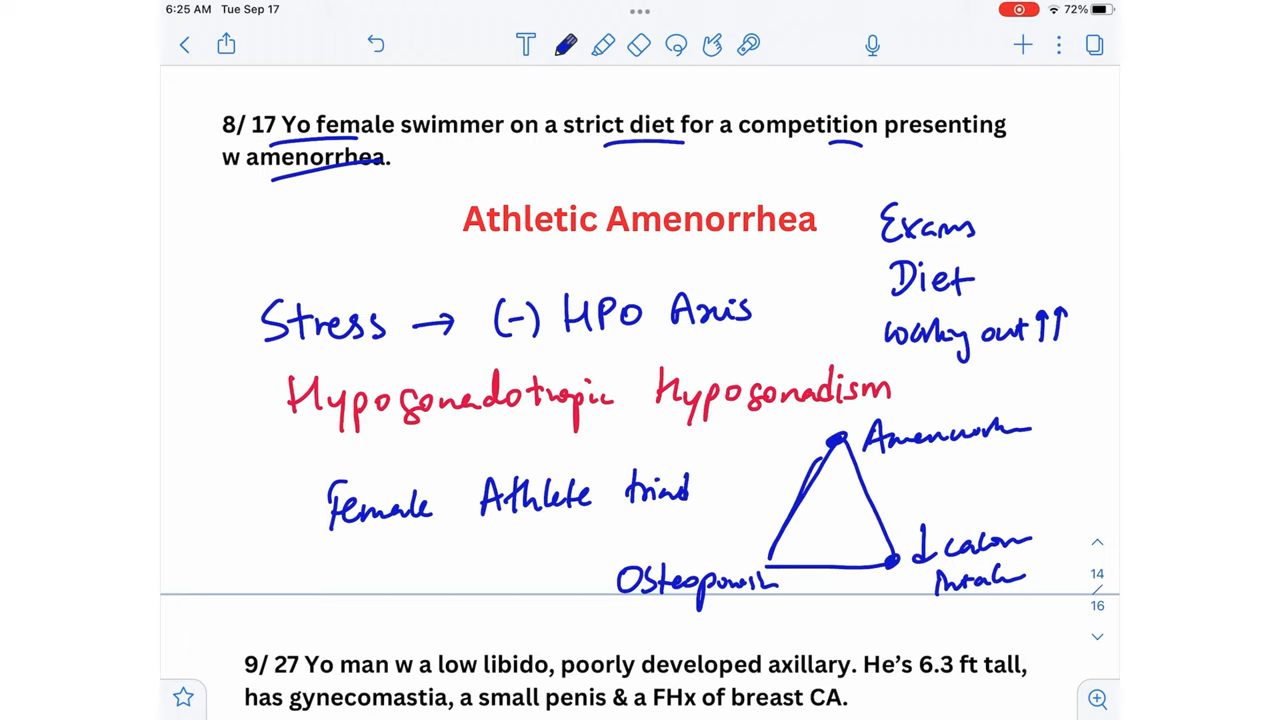 6:25 AM Tue Sep 17
72%
T
8/ 17 Yo female swimmer on a strict diet for a competition presenting
w amenorrhea.
Athletic Amenorrhea
Exams
Diet
Working out ↑↑
Stress → (-) HPO Axis
Hypogonadotropic Hypogonadism
Female Athlete triad
Amenorrh
↓ Calorie
Intake
Osteoporosis
14
16
9/ 27 Yo man w a low libido, poorly developed axillary. He's 6.3 ft tall,
has gynecomastia, a small penis & a FHx of breast CA.